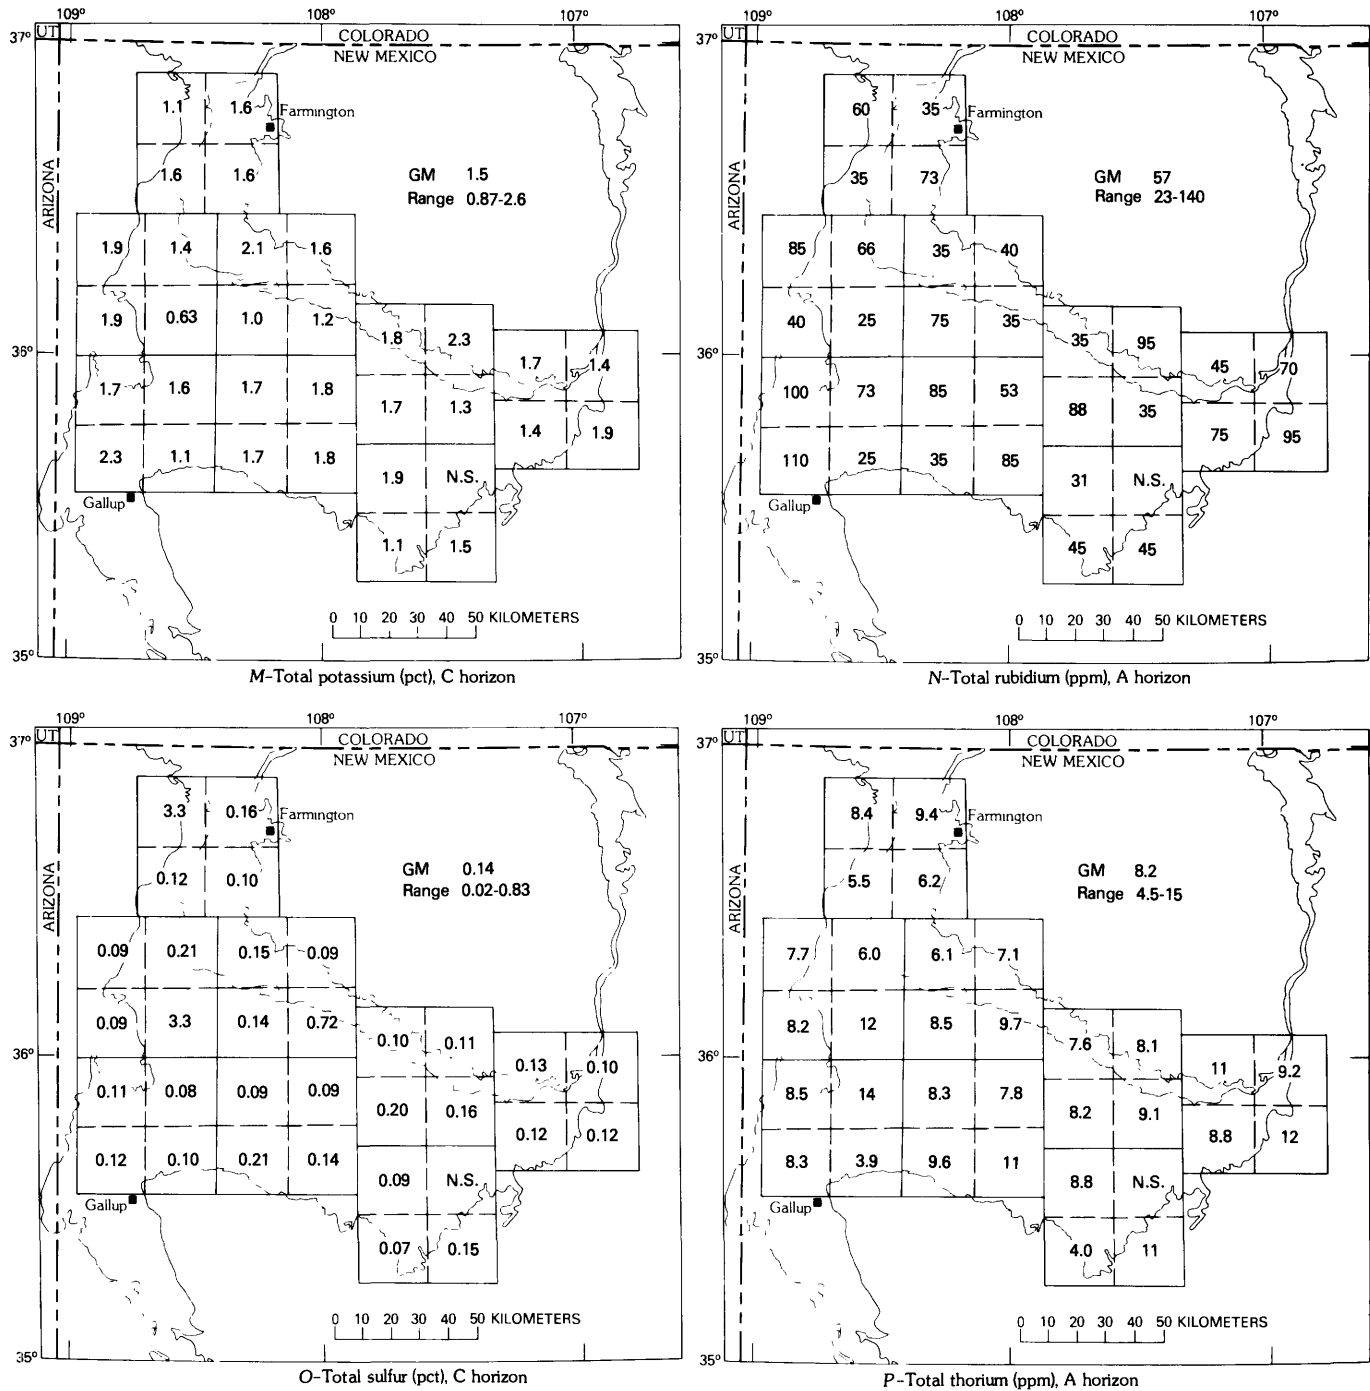 109° 108° 107°
37° UT COLORADO
NEW MEXICO
1.1 1.6 Farmington
ARIZONA
1.6 1.6
GM 1.5
Range 0.87-2.6
1.9 1.4 2.1 1.6
1.9 0.63 1.0 1.2
1.8 2.3
36°
1.7 1.4
1.7 1.6 1.7 1.8
1.7 1.3
1.4 1.9
2.3 1.1 1.7 1.8
1.9 N.S.
Gallup
1.1 1.5
0 10 20 30 40 50 KILOMETERS
35°
M-Total potassium (pct), C horizon
109° 108° 107°
37° UT COLORADO
NEW MEXICO
60 35 Farmington
ARIZONA
35 73
GM 57
Range 23-140
85 66 35 40
40 25 75 35
35 95
36°
45 70
100 73 85 53
88 35
75 95
110 25 35 85
31 N.S.
Gallup
45 45
0 10 20 30 40 50 KILOMETERS
35°
N-Total rubidium (ppm), A horizon
109° 108° 107°
37° UT COLORADO
NEW MEXICO
3.3 0.16 Farmington
ARIZONA
0.12 0.10
GM 0.14
Range 0.02-0.83
0.09 0.21 0.15 0.09
0.09 3.3 0.14 0.72
0.10 0.11
36°
0.13 0.10
0.11 0.08 0.09 0.09
0.20 0.16
0.12 0.12
0.12 0.10 0.21 0.14
0.09 N.S.
Gallup
0.07 0.15
0 10 20 30 40 50 KILOMETERS
35°
O-Total sulfur (pct), C horizon
109° 108° 107°
37° UT COLORADO
NEW MEXICO
8.4 9.4 Farmington
ARIZONA
5.5 6.2
GM 8.2
Range 4.5-15
7.7 6.0 6.1 7.1
8.2 12 8.5 9.7
7.6 8.1
36°
11 9.2
8.5 14 8.3 7.8
8.2 9.1
8.8 12
8.3 3.9 9.6 11
8.8 N.S.
Gallup
4.0 11
0 10 20 30 40 50 KILOMETERS
35°
P-Total thorium (ppm), A horizon